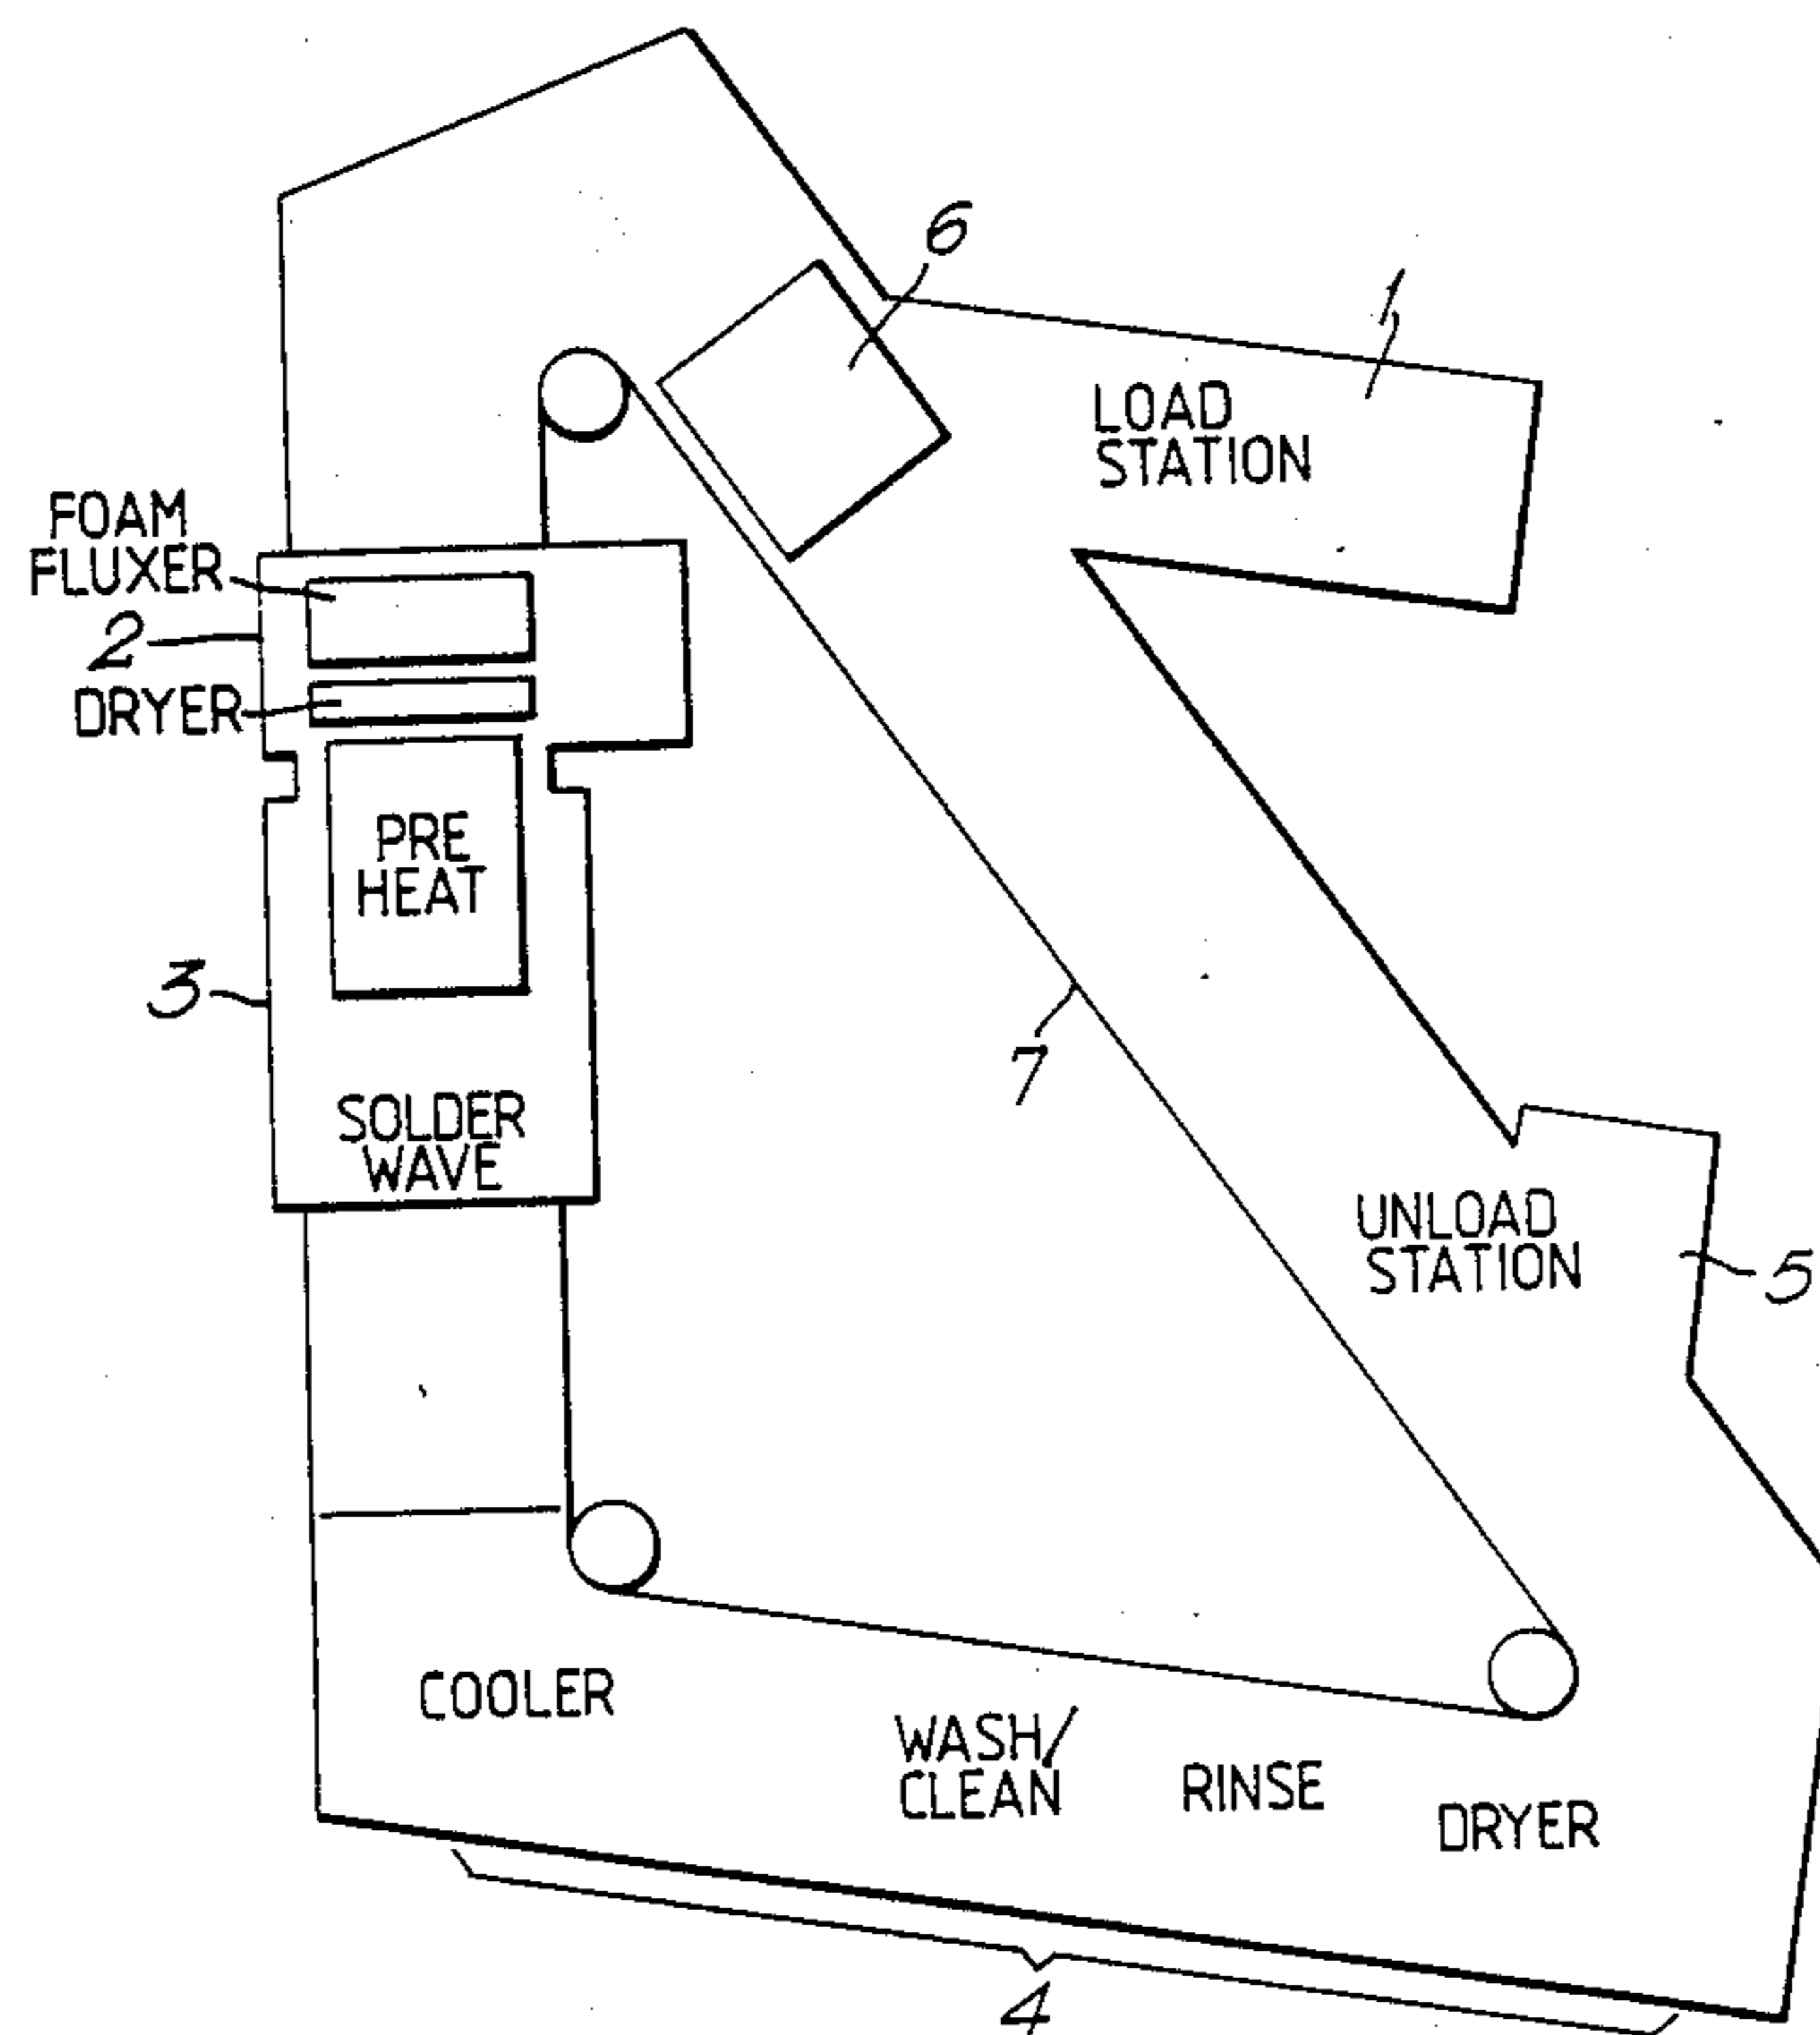 6
1
LOAD
STATION
FOAM
FLUXER
2
DRYER
PRE
HEAT
3
7
SOLDER
WAVE
UNLOAD
STATION
5
COOLER
WASH/
CLEAN
RINSE
DRYER
4